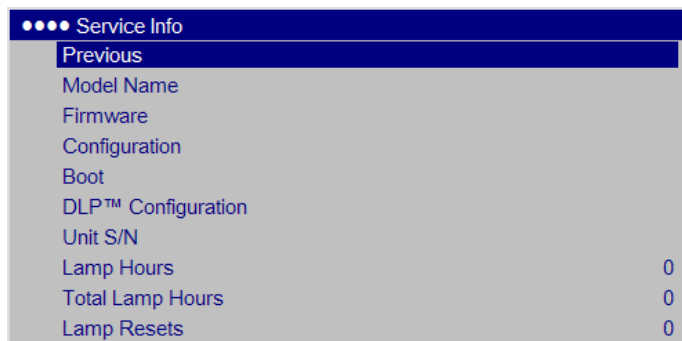 •••• Service Info
Previous
Model Name
Firmware
Configuration
Boot
DLP™ Configuration
Unit S/N
Lamp Hours 0
Total Lamp Hours 0
Lamp Resets 0